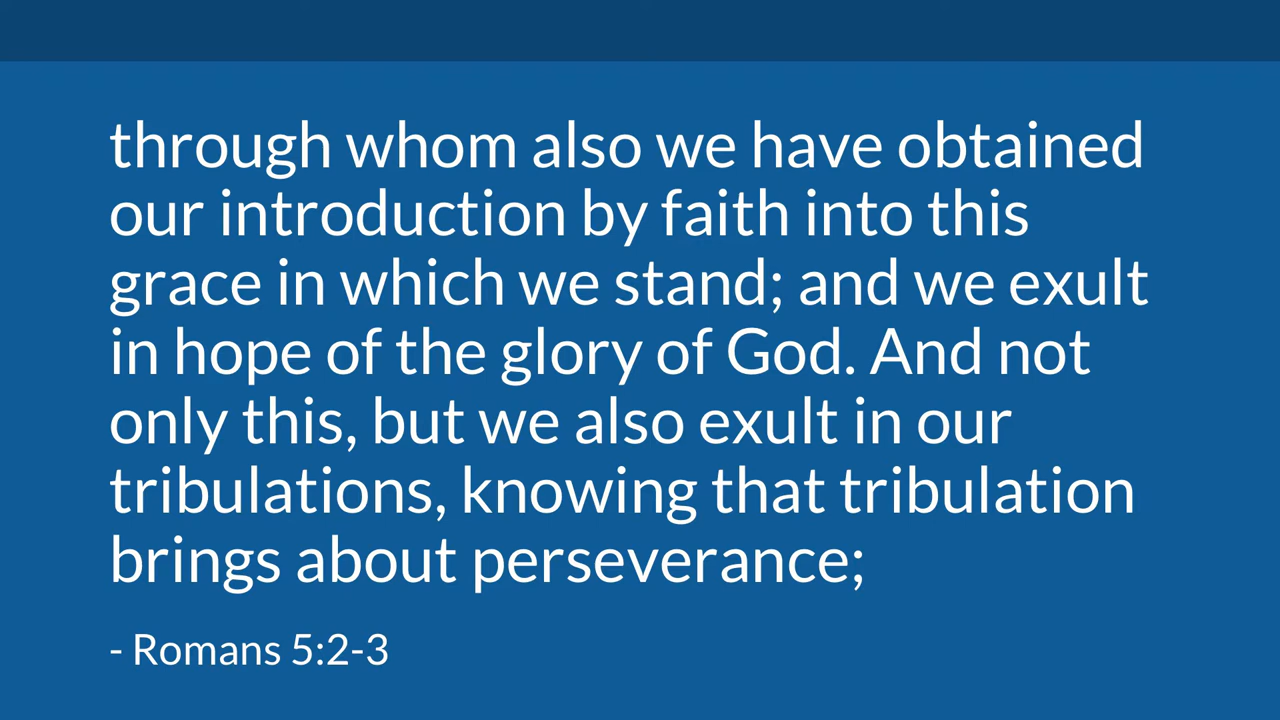 through whom also we have obtained
our introduction by faith into this
grace in which we stand; and we exult
in hope of the glory of God. And not
only this, but we also exult in our
tribulations, knowing that tribulation
brings about perseverance;
- Romans 5:2-3